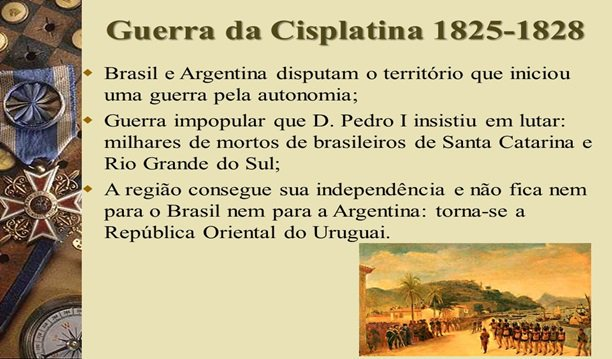 Guerra da Cisplatina 1825-1828
Brasil e Argentina disputam o território que iniciou
uma guerra pela autonomia;
Guerra impopular que D. Pedro I insistiu em lutar:
milhares de mortos de brasileiros de Santa Catarina e
Rio Grande do Sul;
A região consegue sua independência e não fica nem
para o Brasil nem para a Argentina: torna-se a
República Oriental do Uruguai.